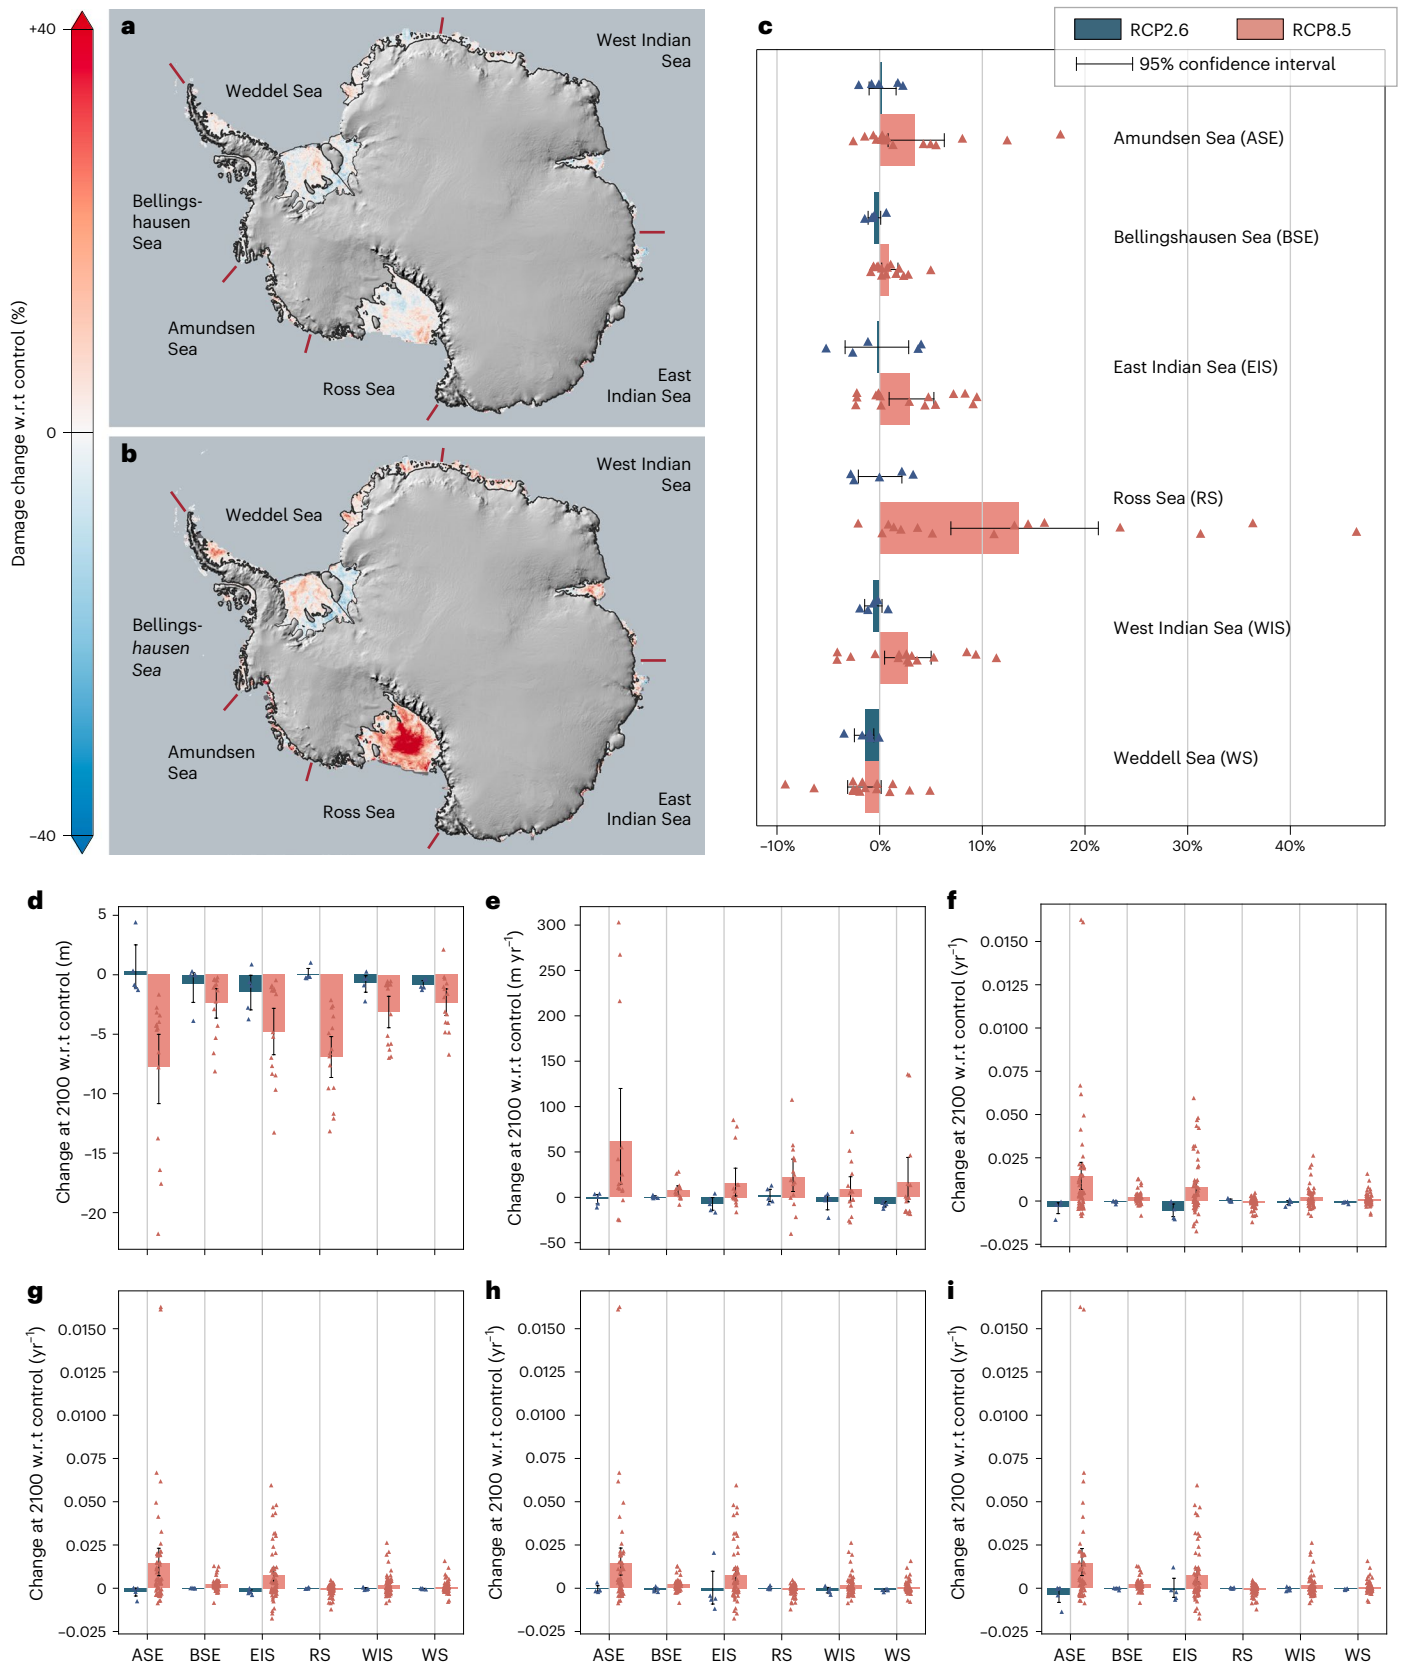 +40
0
−40
Damage change w.r.t control (%)
a
West Indian
Sea
Weddel Sea
Bellings-
hausen
Sea
Amundsen
Sea
Ross Sea
East
Indian Sea
b
West Indian
Sea
Weddel Sea
Bellings-
hausen
Sea
Amundsen
Sea
Ross Sea
East
Indian Sea
c
RCP2.6
RCP8.5
95% confidence interval
Amundsen Sea (ASE)
Bellingshausen Sea (BSE)
East Indian Sea (EIS)
Ross Sea (RS)
West Indian Sea (WIS)
Weddell Sea (WS)
−10%
0%
10%
20%
30%
40%
d
Change at 2100 w.r.t control (m)
5
0
−5
−10
−15
−20
e
Change at 2100 w.r.t control (m yr⁻¹)
300
250
200
150
100
50
0
−50
f
Change at 2100 w.r.t control (yr⁻¹)
0.0150
0.0125
0.0100
0.075
0.050
0.025
0
−0.025
g
Change at 2100 w.r.t control (yr⁻¹)
0.0150
0.0125
0.0100
0.075
0.050
0.025
0
−0.025
ASE
BSE
EIS
RS
WIS
WS
h
Change at 2100 w.r.t control (yr⁻¹)
0.0150
0.0125
0.0100
0.075
0.050
0.025
0
−0.025
ASE
BSE
EIS
RS
WIS
WS
i
Change at 2100 w.r.t control (yr⁻¹)
0.0150
0.0125
0.0100
0.075
0.050
0.025
0
−0.025
ASE
BSE
EIS
RS
WIS
WS